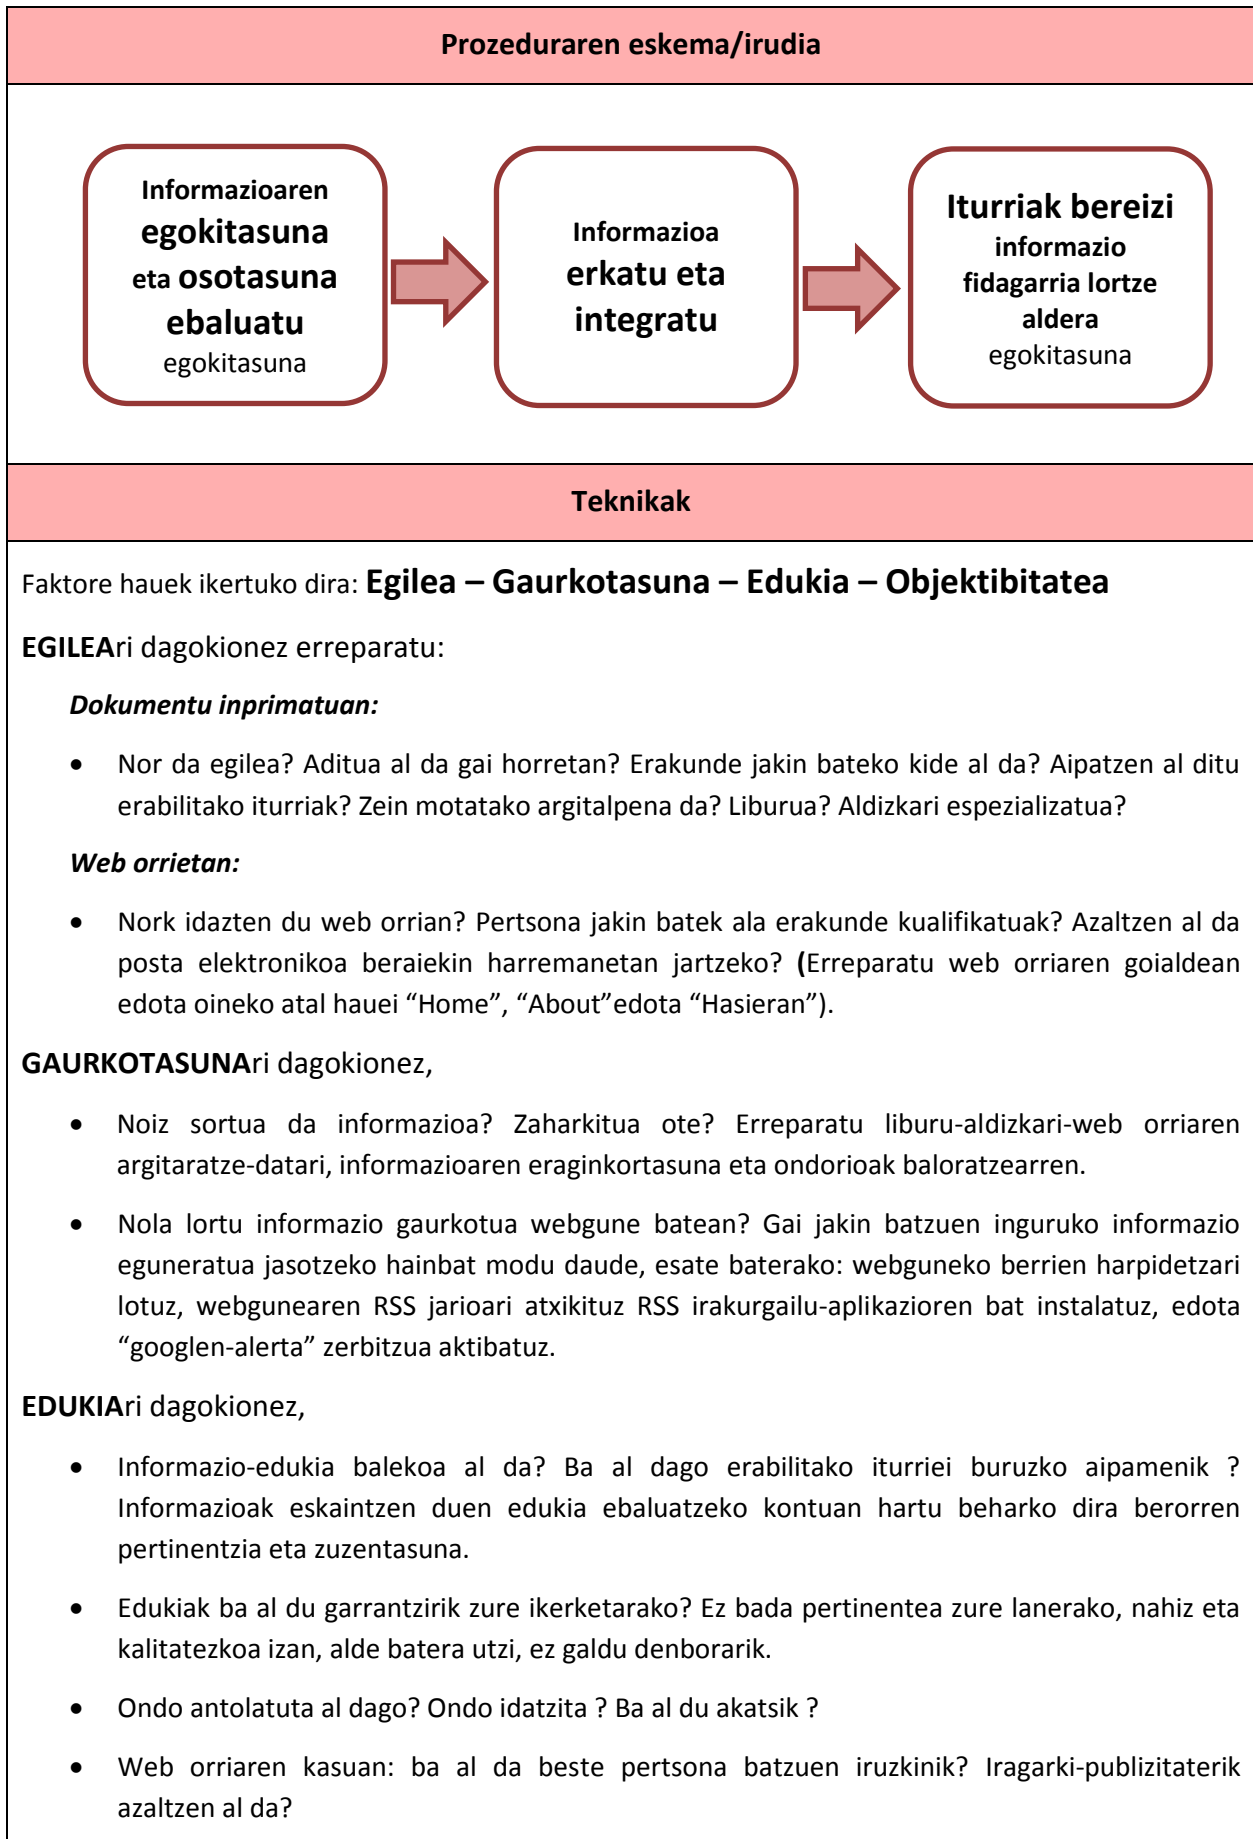 Prozeduraren eskema/irudia
Informazioaren
egokitasuna
eta osotasuna
ebaluatu
egokitasuna
Informazioa
erkatu eta
integratu
Iturriak bereizi
informazio
fidagarria lortze
aldera
egokitasuna
Teknikak
Faktore hauek ikertuko dira: Egilea – Gaurkotasuna – Edukia – Objektibitatea
EGILEAri dagokionez erreparatu:
Dokumentu inprimatuan:
• Nor da egilea? Aditua al da gai horretan? Erakunde jakin bateko kide al da? Aipatzen al ditu
erabilitako iturriak? Zein motatako argitalpena da? Liburua? Aldizkari espezializatua?
Web orrietan:
• Nork idazten du web orrian? Pertsona jakin batek ala erakunde kualifikatuak? Azaltzen al da
posta elektronikoa beraiekin harremanetan jartzeko? (Erreparatu web orriaren goialdean
edota oineko atal hauei “Home”, “About”edota “Hasieran”).
GAURKOTASUNAri dagokionez,
• Noiz sortua da informazioa? Zaharkitua ote? Erreparatu liburu-aldizkari-web orriaren
argitaratze-datari, informazioaren eraginkortasuna eta ondorioak baloratzearren.
• Nola lortu informazio gaurkotua webgune batean? Gai jakin batzuen inguruko informazio
eguneratua jasotzeko hainbat modu daude, esate baterako: webguneko berrien harpidetzari
lotuz, webgunearen RSS jarioari atxikituz RSS irakurgailu-aplikazioren bat instalatuz, edota
“googlen-alerta” zerbitzua aktibatuz.
EDUKIAri dagokionez,
• Informazio-edukia balekoa al da? Ba al dago erabilitako iturriei buruzko aipamenik ?
Informazioak eskaintzen duen edukia ebaluatzeko kontuan hartu beharko dira berorren
pertinentzia eta zuzentasuna.
• Edukiak ba al du garrantzirik zure ikerketarako? Ez bada pertinentea zure lanerako, nahiz eta
kalitatezkoa izan, alde batera utzi, ez galdu denborarik.
• Ondo antolatuta al dago? Ondo idatzita ? Ba al du akatsik ?
• Web orriaren kasuan: ba al da beste pertsona batzuen iruzkinik? Iragarki-publizitaterik
azaltzen al da?